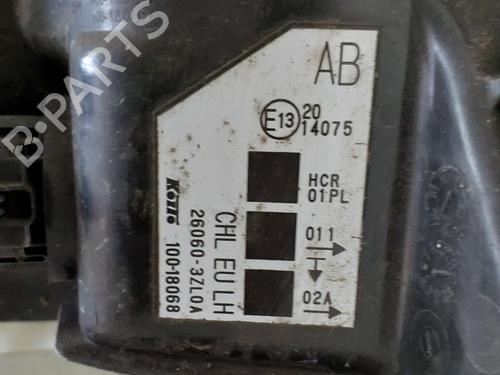 B-PARTS
AB
E13
20
14075
HCR
01PL
011
02A
CHL EU LH
26060-3ZL0A
KOITO 100-18068